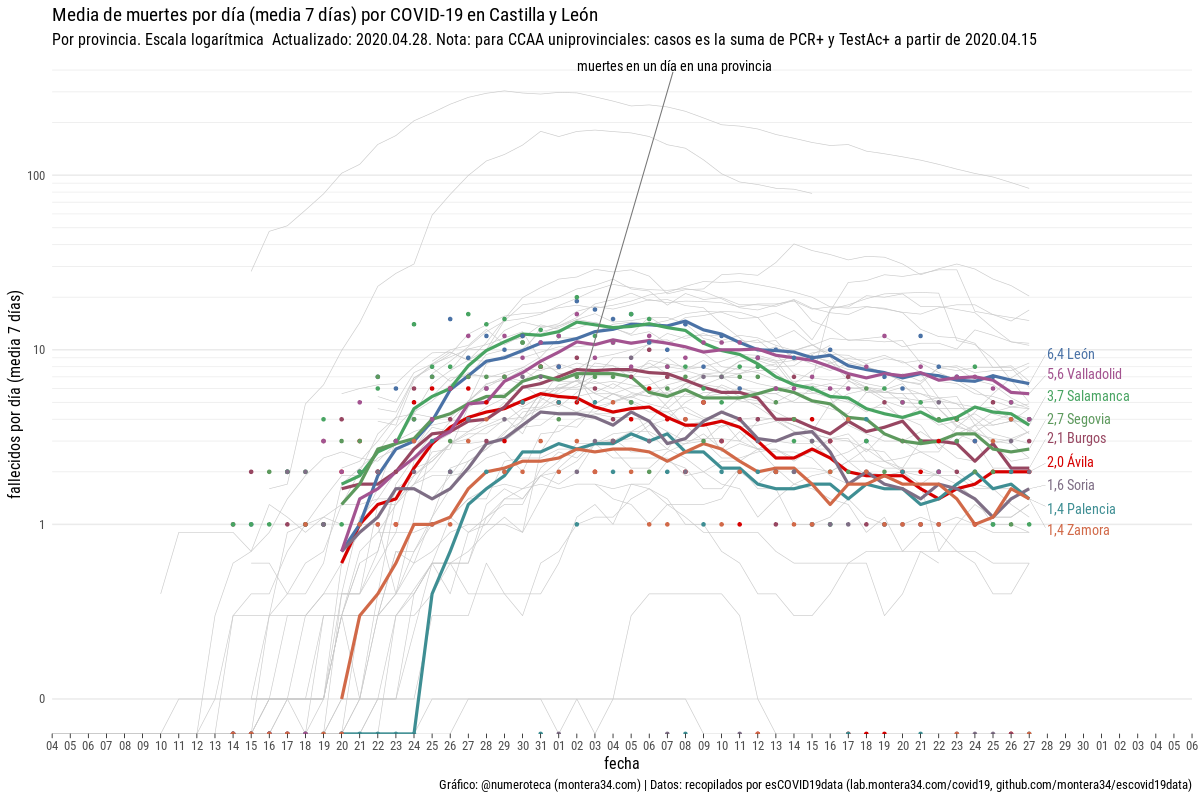 Media de muertes por día (media 7 días) por COVID-19 en Castilla y León
Por provincia. Escala logarítmica  Actualizado: 2020.04.28. Nota: para CCAA uniprovinciales: casos es la suma de PCR+ y TestAc+ a partir de 2020.04.15
muertes en un día en una provincia
fallecidos por día (media 7 días)
100
10
1
0
6,4 León
5,6 Valladolid
3,7 Salamanca
2,7 Segovia
2,1 Burgos
2,0 Ávila
1,6 Soria
1,4 Palencia
1,4 Zamora
04 05 06 07 08 09 10 11 12 13 14 15 16 17 18 19 20 21 22 23 24 25 26 27 28 29 30 31 01 02 03 04 05 06 07 08 09 10 11 12 13 14 15 16 17 18 19 20 21 22 23 24 25 26 27 28 29 30 01 02 03 04 05 06
fecha
Gráfico: @numeroteca (montera34.com) | Datos: recopilados por esCOVID19data (lab.montera34.com/covid19, github.com/montera34/escovid19data)